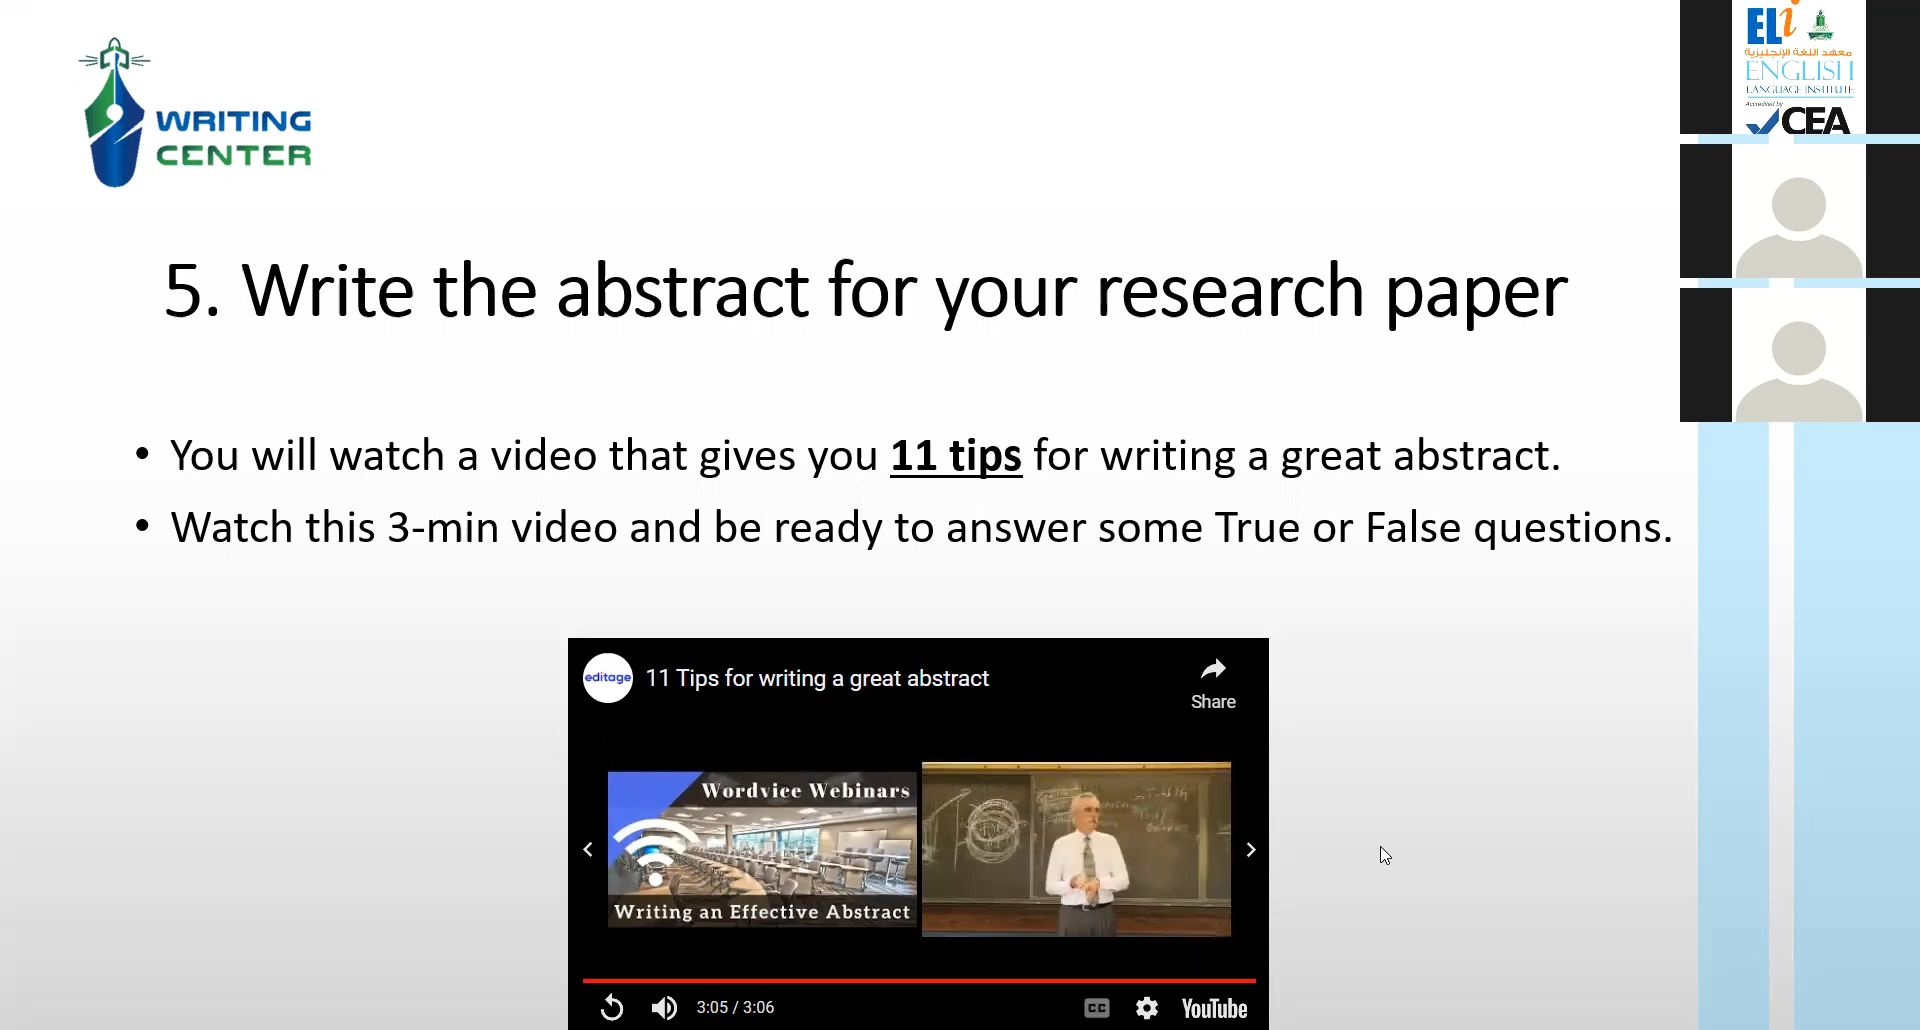 WRITING
CENTER
5. Write the abstract for your research paper
• You will watch a video that gives you 11 tips for writing a great abstract.
• Watch this 3-min video and be ready to answer some True or False questions.
editage
11 Tips for writing a great abstract
Share
Wordvice Webinars
Writing an Effective Abstract
3:05 / 3:06
CC
YouTube
ELi
معهد اللغة الإنجليزية
ENGLISH
LANGUAGE INSTITUTE
Accredited by
CEA